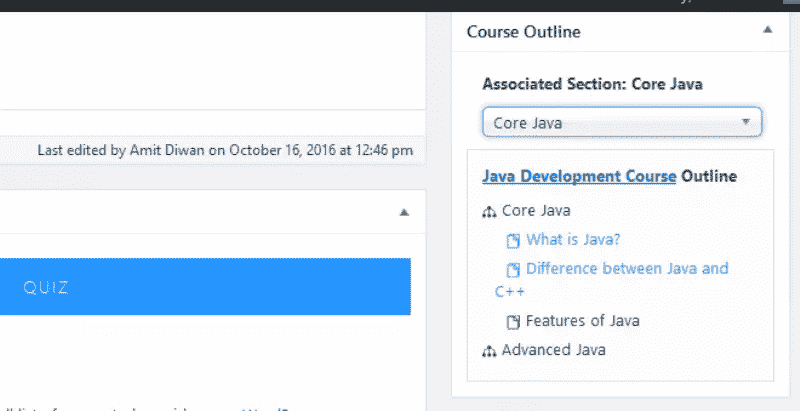 Course Outline
Associated Section: Core Java
Core Java
Last edited by Amit Diwan on October 16, 2016 at 12:46 pm
Java Development Course Outline
Core Java
What is Java?
Difference between Java and
C++
QUIZ
Features of Java
Advanced Java